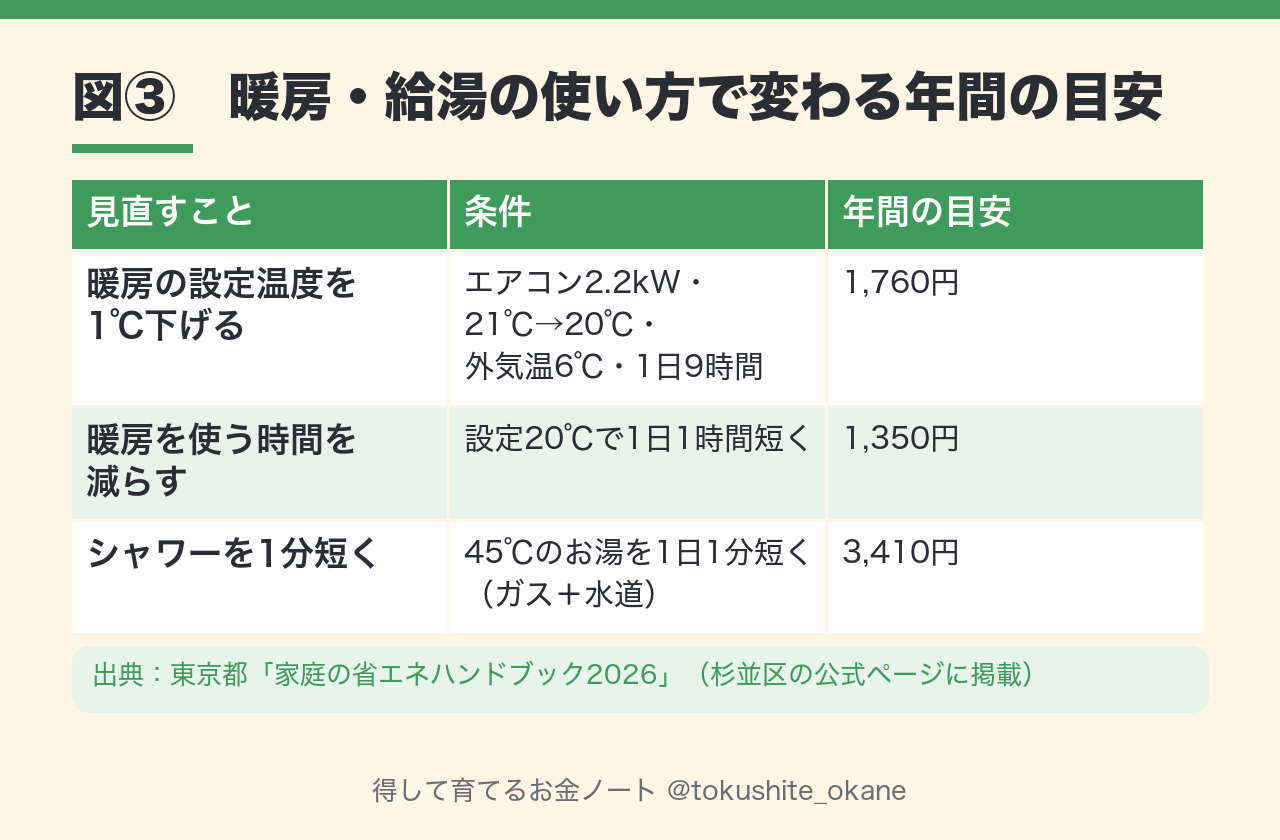 図③　暖房・給湯の使い方で変わる年間の目安
見直すこと
条件
年間の目安
暖房の設定温度を
1℃下げる
エアコン2.2kW・
21℃→20℃・
外気温6℃・1日9時間
1,760円
暖房を使う時間を
減らす
設定20℃で1日1時間短く
1,350円
シャワーを1分短く
45℃のお湯を1日1分短く
（ガス＋水道）
3,410円
出典：東京都「家庭の省エネハンドブック2026」（杉並区の公式ページに掲載）
得して育てるお金ノート @tokushite_okane